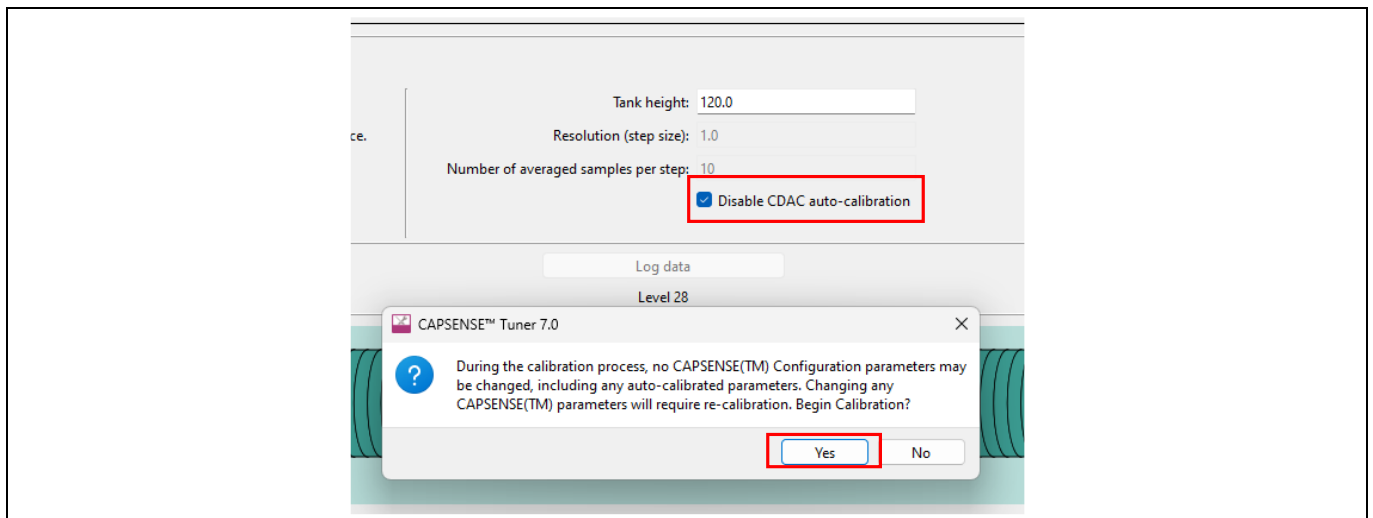 Tank height: 120.0
ce.
Resolution (step size): 1.0
Number of averaged samples per step: 10
Disable CDAC auto-calibration
Log data
Level 28
CAPSENSE™ Tuner 7.0
During the calibration process, no CAPSENSE(TM) Configuration parameters may
be changed, including any auto-calibrated parameters. Changing any
CAPSENSE(TM) parameters will require re-calibration. Begin Calibration?
Yes
No